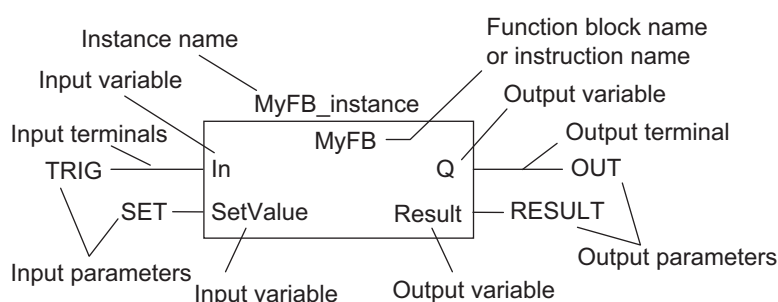 Function block name
or instruction name
Instance name
Input variable
MyFB_instance
Output variable
Input terminals
MyFB
Output terminal
TRIG
In
Q
OUT
SET
SetValue
Result
RESULT
Input parameters
Output parameters
Input variable
Output variable